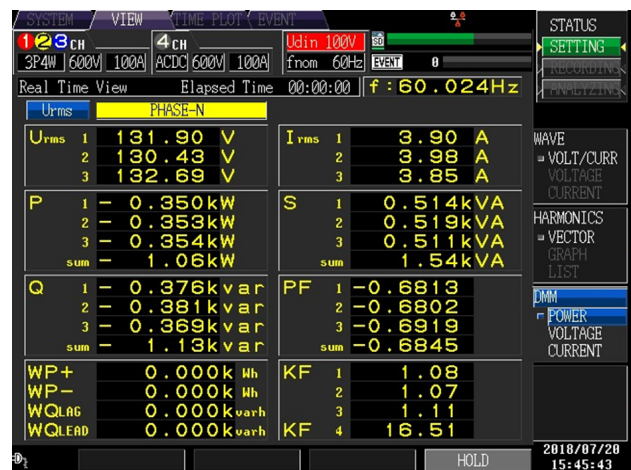 SYSTEM VIEW TIME PLOT EVENT
STATUS
123CH 4CH Udin 100V SD
SETTING
3P4W 600V 100A ACDC 600V 100A fnom 60Hz EVENT 0
RECORDING
Real Time View Elapsed Time 00:00:00 f:60.024Hz
ANALYZING
Urms PHASE-N
Urms 1 131.90 V
2 130.43 V
3 132.69 V
Irms 1 3.90 A
2 3.98 A
3 3.85 A
P 1 - 0.350kW
2 - 0.353kW
3 - 0.354kW
sum - 1.06kW
S 1 0.514kVA
2 0.519kVA
3 0.511kVA
sum 1.54kVA
Q 1 - 0.376kvar
2 - 0.381kvar
3 - 0.369kvar
sum - 1.13kvar
PF 1 -0.6813
2 -0.6802
3 -0.6919
sum -0.6845
WP+ 0.000k Wh
WP- 0.000k Wh
WQLAG 0.000kvarh
WQLEAD 0.000kvarh
KF 1 1.08
2 1.07
3 1.11
KF 4 16.51
WAVE
VOLT/CURR
VOLTAGE
CURRENT
HARMONICS
VECTOR
GRAPH
LIST
DMM
POWER
VOLTAGE
CURRENT
HOLD
2018/07/20
15:45:43